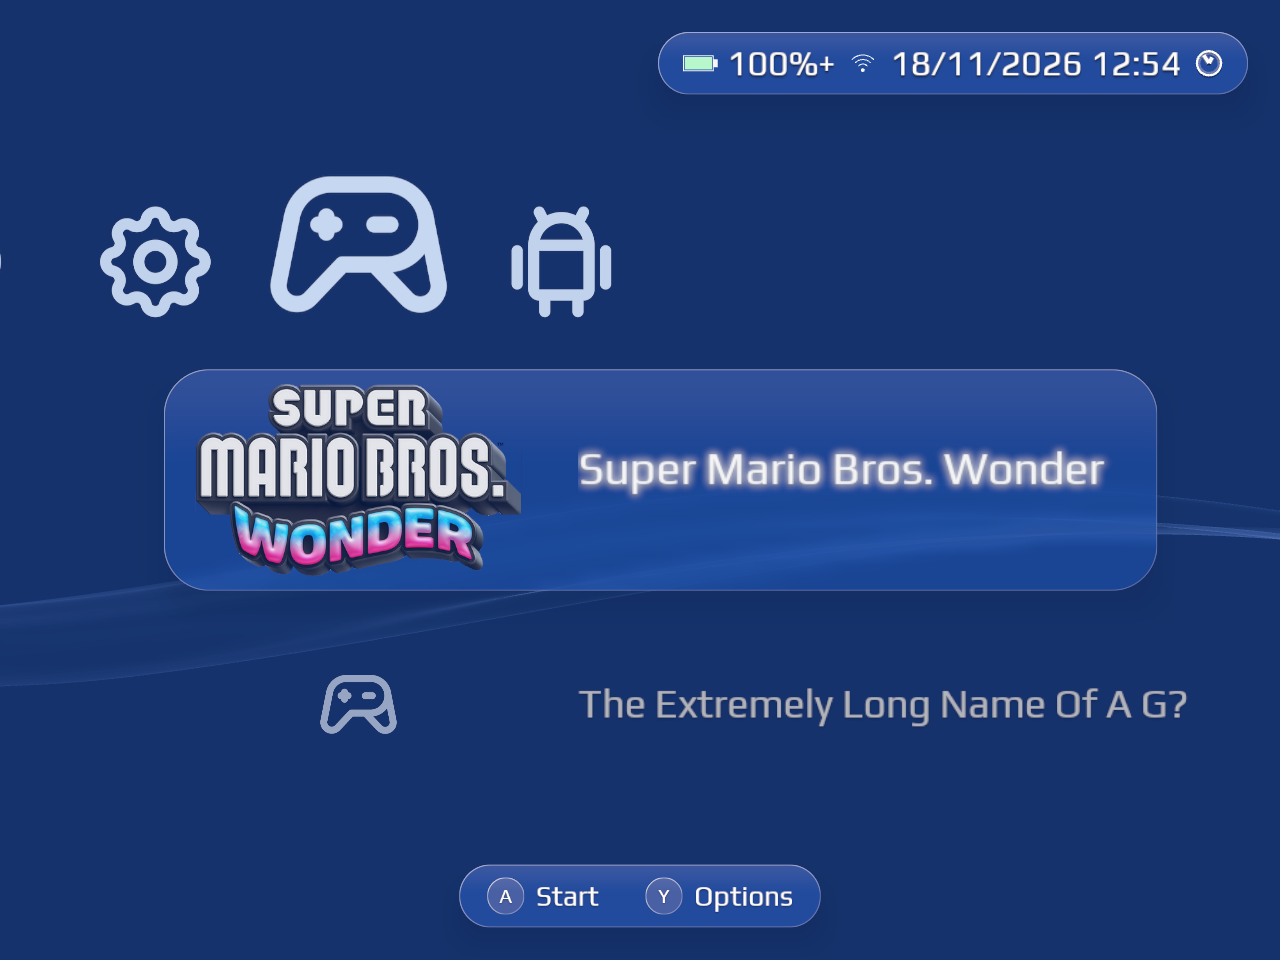 100%+ 18/11/2026 12:54
SUPER
MARIO BROS.™
WONDER
Super Mario Bros. Wonder
The Extremely Long Name Of A G?
A Start Y Options